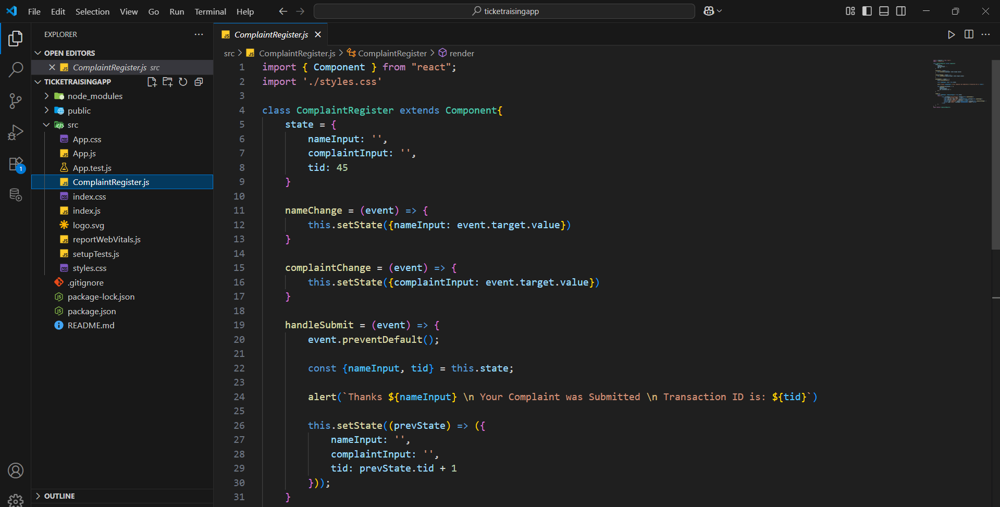 File Edit Selection View Go Run Terminal Help
ticketraisingapp
EXPLORER
OPEN EDITORS
ComplaintRegister.js src
TICKETRAISINGAPP
node_modules
public
src
App.css
App.js
App.test.js
ComplaintRegister.js
index.css
index.js
logo.svg
reportWebVitals.js
setupTests.js
styles.css
.gitignore
package-lock.json
package.json
README.md
OUTLINE
1
ComplaintRegister.js
src > ComplaintRegister.js > ComplaintRegister > render
1 import { Component } from "react";
2 import './styles.css'
3
4 class ComplaintRegister extends Component{
5     state = {
6         nameInput: '',
7         complaintInput: '',
8         tid: 45
9     }
10
11     nameChange = (event) => {
12         this.setState({nameInput: event.target.value})
13     }
14
15     complaintChange = (event) => {
16         this.setState({complaintInput: event.target.value})
17     }
18
19     handleSubmit = (event) => {
20         event.preventDefault();
21
22         const {nameInput, tid} = this.state;
23
24         alert(`Thanks ${nameInput} \n Your Complaint was Submitted \n Transaction ID is: ${tid}`)
25
26         this.setState((prevState) => ({
27             nameInput: '',
28             complaintInput: '',
29             tid: prevState.tid + 1
30         }));
31     }